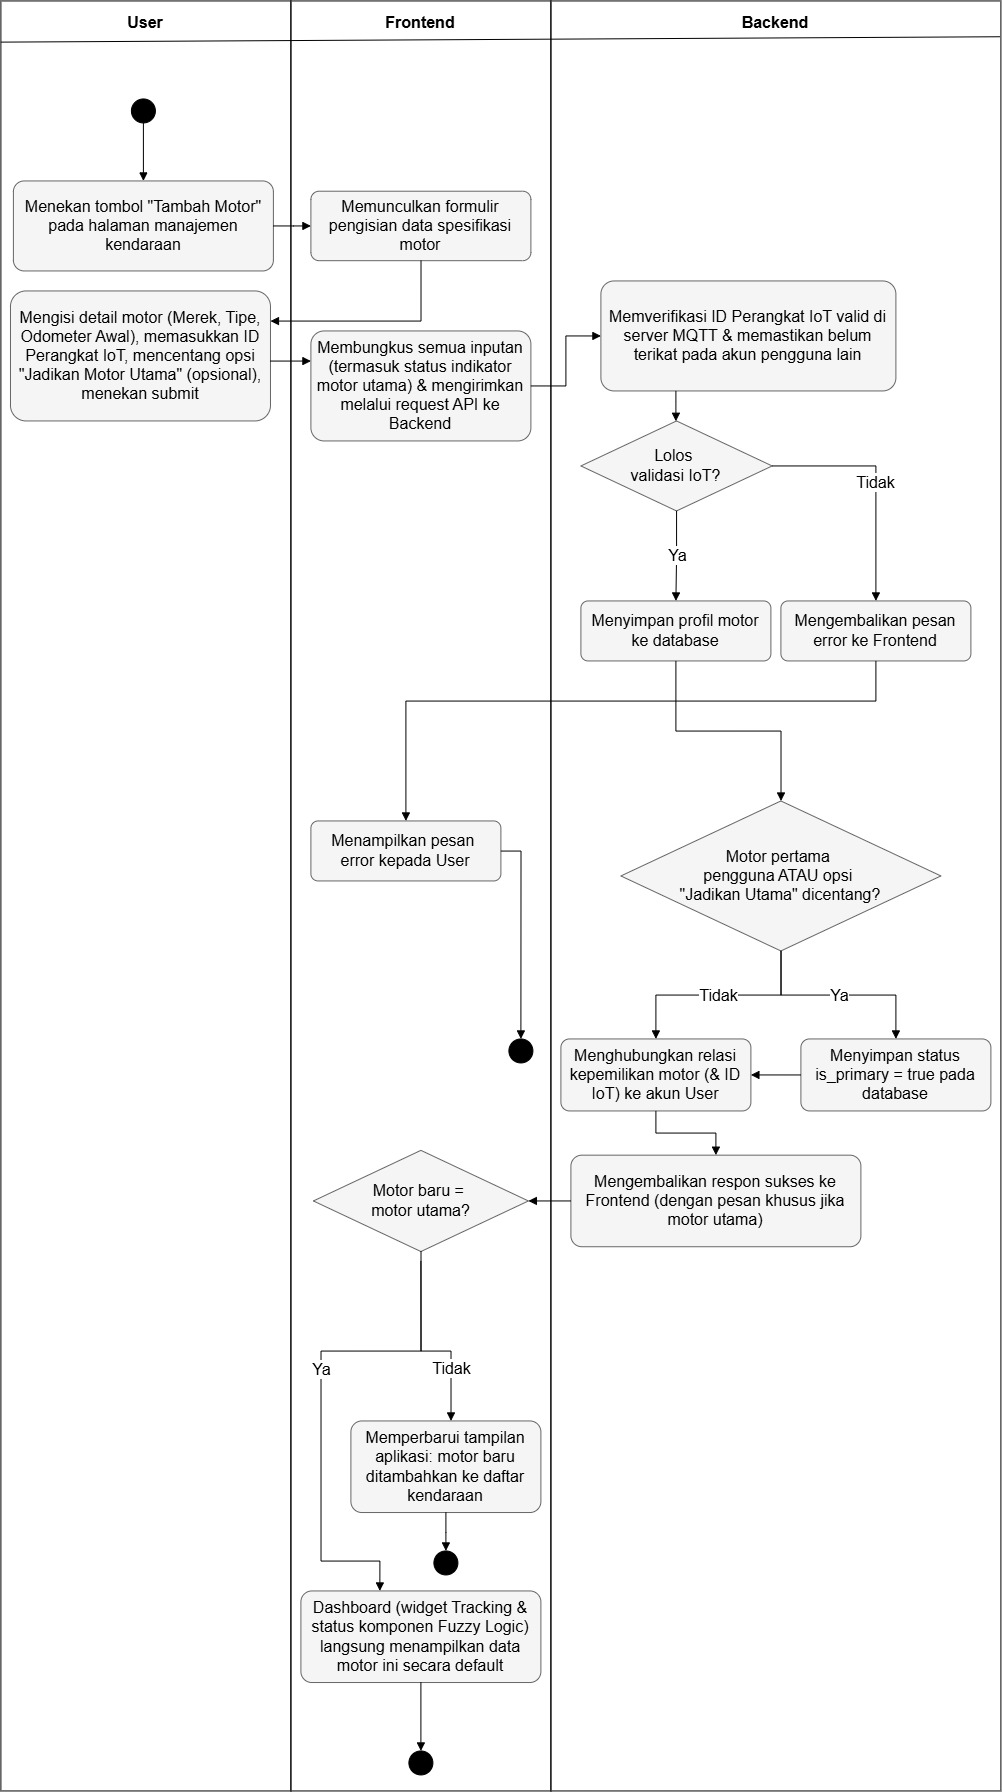 User
Frontend
Backend
Menekan tombol "Tambah Motor"
pada halaman manajemen
kendaraan
Memunculkan formulir
pengisian data spesifikasi
motor
Mengisi detail motor (Merek, Tipe,
Odometer Awal), memasukkan ID
Perangkat IoT, mencentang opsi
"Jadikan Motor Utama" (opsional),
menekan submit
Membungkus semua inputan
(termasuk status indikator
motor utama) & mengirimkan
melalui request API ke
Backend
Memverifikasi ID Perangkat IoT valid di
server MQTT & memastikan belum
terikat pada akun pengguna lain
Lolos
validasi IoT?
Tidak
Ya
Menyimpan profil motor
ke database
Mengembalikan pesan
error ke Frontend
Menampilkan pesan
error kepada User
Motor pertama
pengguna ATAU opsi
"Jadikan Utama" dicentang?
Tidak
Ya
Menghubungkan relasi
kepemilikan motor (& ID
IoT) ke akun User
Menyimpan status
is_primary = true pada
database
Mengembalikan respon sukses ke
Frontend (dengan pesan khusus jika
motor utama)
Motor baru =
motor utama?
Ya
Tidak
Memperbarui tampilan
aplikasi: motor baru
ditambahkan ke daftar
kendaraan
Dashboard (widget Tracking &
status komponen Fuzzy Logic)
langsung menampilkan data
motor ini secara default